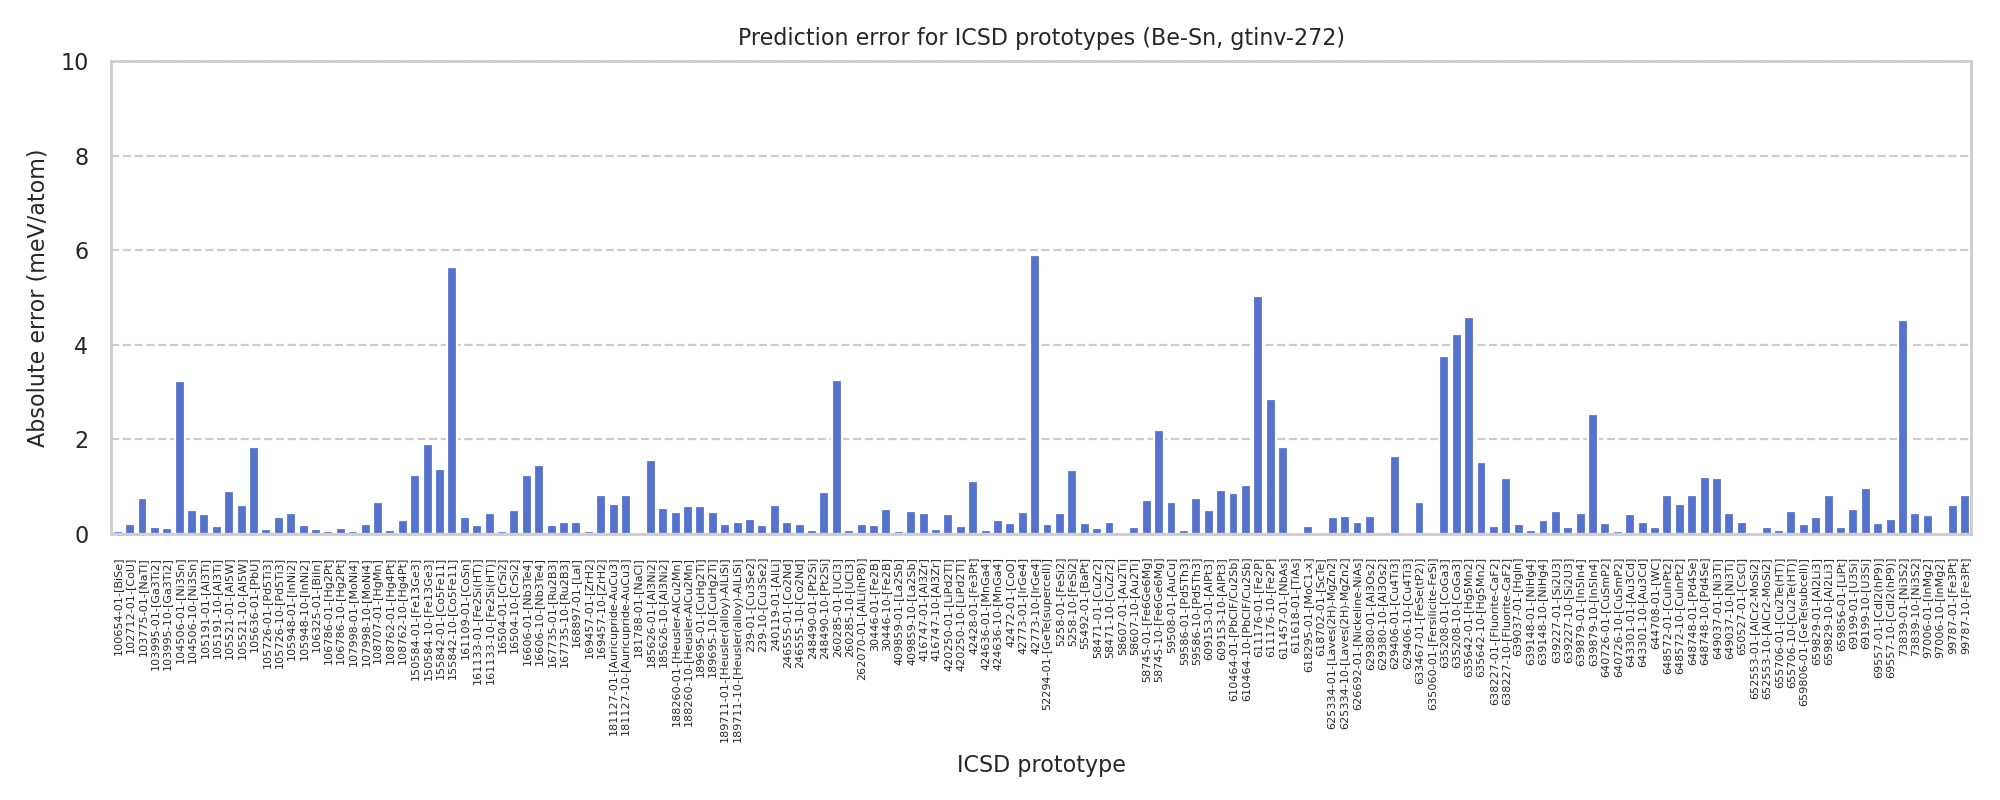 Prediction error for ICSD prototypes (Be-Sn, gtinv-272)
Absolute error (meV/atom)
10
8
6
4
2
0
100654-01-[BiSe]
102712-01-[CoU]
103775-01-[NaTl]
103995-01-[Ga3Ti2]
103995-10-[Ga3Ti2]
104506-01-[Ni3Sn]
104506-10-[Ni3Sn]
105191-01-[Al3Ti]
105191-10-[Al3Ti]
105521-01-[Al5W]
105521-10-[Al5W]
105636-01-[PbU]
105726-01-[Pd5Ti3]
105726-10-[Pd5Ti3]
105948-01-[InNi2]
105948-10-[InNi2]
106325-01-[BiIn]
106786-01-[Hg2Pt]
106786-10-[Hg2Pt]
107998-01-[MoNi4]
107998-10-[MoNi4]
108707-01-[HgMn]
108762-01-[Hg4Pt]
108762-10-[Hg4Pt]
150584-01-[Fe13Ge3]
150584-10-[Fe13Ge3]
155842-01-[Co5Fe11]
155842-10-[Co5Fe11]
161109-01-[CoSn]
161133-01-[Fe2Si(HT)]
161133-10-[Fe2Si(HT)]
16504-01-[CrSi2]
16504-10-[CrSi2]
16606-01-[Nb3Te4]
16606-10-[Nb3Te4]
167735-01-[Ru2B3]
167735-10-[Ru2B3]
168897-01-[LaI]
169457-01-[ZrH2]
169457-10-[ZrH2]
181127-01-[Auricupride-AuCu3]
181127-10-[Auricupride-AuCu3]
181788-01-[NaCl]
185626-01-[Al3Ni2]
185626-10-[Al3Ni2]
188260-01-[Heusler-AlCu2Mn]
188260-10-[Heusler-AlCu2Mn]
189695-01-[CuHg2Ti]
189695-10-[CuHg2Ti]
189711-01-[Heusler(alloy)-AlLiSi]
189711-10-[Heusler(alloy)-AlLiSi]
239-01-[Cu3Se2]
239-10-[Cu3Se2]
240119-01-[AlLi]
246555-01-[Co2Nd]
246555-10-[Co2Nd]
248490-01-[Pt2Si]
248490-10-[Pt2Si]
260285-01-[UCl3]
260285-10-[UCl3]
262070-01-[AlLi(hP8)]
30446-01-[Fe2B]
30446-10-[Fe2B]
409859-01-[La2Sb]
409859-10-[La2Sb]
416747-01-[Al3Zr]
416747-10-[Al3Zr]
420250-01-[LiPd2Tl]
420250-10-[LiPd2Tl]
42428-01-[Fe3Pt]
424636-01-[MnGa4]
424636-10-[MnGa4]
42472-01-[CoO]
42773-01-[IrGe4]
42773-10-[IrGe4]
52294-01-[GeTe(supercell)]
5258-01-[FeSi2]
5258-10-[FeSi2]
55492-01-[BaPt]
58471-01-[CuZr2]
58471-10-[CuZr2]
58607-01-[Au2Ti]
58607-10-[Au2Ti]
58745-01-[Fe6Ge6Mg]
58745-10-[Fe6Ge6Mg]
59508-01-[AuCu]
59586-01-[Pd5Th3]
59586-10-[Pd5Th3]
609153-01-[AlPt3]
609153-10-[AlPt3]
610464-01-[PbClF/Cu2Sb]
610464-10-[PbClF/Cu2Sb]
611176-01-[Fe2P]
611176-10-[Fe2P]
611457-01-[NbAs]
611618-01-[TiAs]
618295-01-[MoC1-x]
618702-01-[ScTe]
625334-01-[Laves(2H)-MgZn2]
625334-10-[Laves(2H)-MgZn2]
626692-01-[Nickeline-NiAs]
629380-01-[Al3Os2]
629380-10-[Al3Os2]
629406-01-[Cu4Ti3]
629406-10-[Cu4Ti3]
633467-01-[FeSe(tP2)]
635060-01-[Fersilicite-FeSi]
635208-01-[CoGa3]
635208-10-[CoGa3]
635642-01-[Hg5Mn2]
635642-10-[Hg5Mn2]
638227-01-[Fluorite-CaF2]
638227-10-[Fluorite-CaF2]
639037-01-[HgIn]
639148-01-[NiHg4]
639148-10-[NiHg4]
639227-01-[Si2U3]
639227-10-[Si2U3]
639879-01-[In5In4]
639879-10-[In5In4]
640726-01-[CuSmP2]
640726-10-[CuSmP2]
643301-01-[Au3Cd]
643301-10-[Au3Cd]
644708-01-[WC]
648572-01-[CuInPt2]
648572-10-[CuInPt2]
648748-01-[Pd4Se]
648748-10-[Pd4Se]
649037-01-[Ni3Ti]
649037-10-[Ni3Ti]
650527-01-[CsCl]
652553-01-[AlCr2-MoSi2]
652553-10-[AlCr2-MoSi2]
655706-01-[Cu2Te(HT)]
655706-10-[Cu2Te(HT)]
659806-01-[GeTe(subcell)]
659829-01-[Al2Li3]
659829-10-[Al2Li3]
659856-01-[LiPt]
69199-01-[U3Si]
69199-10-[U3Si]
69557-01-[CdI2(hP9)]
69557-10-[CdI2(hP9)]
73839-01-[Ni3S2]
73839-10-[Ni3S2]
97006-01-[InMg2]
97006-10-[InMg2]
99787-01-[Fe3Pt]
99787-10-[Fe3Pt]
ICSD prototype